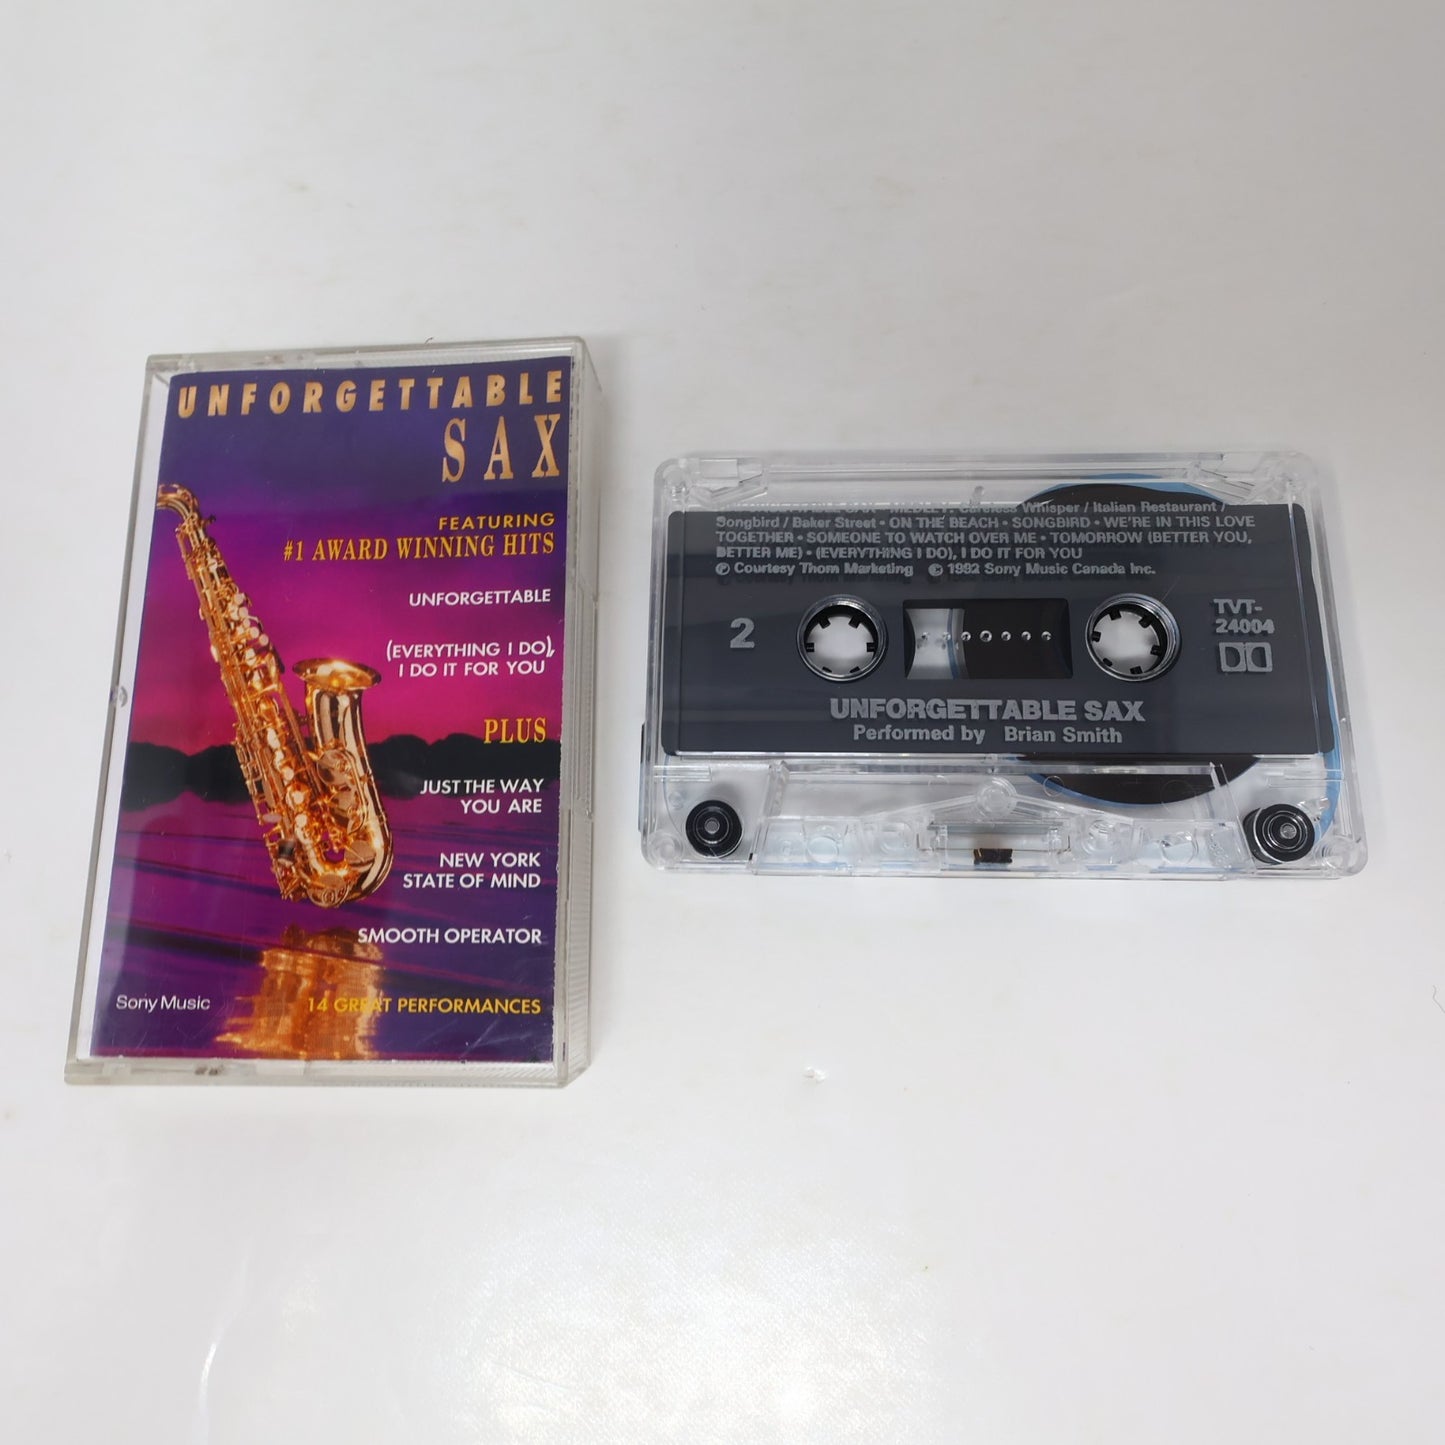 UNFORGETTABLE
SAX
FEATURING
#1 AWARD WINNING HITS
UNFORGETTABLE
(EVERYTHING I DO),
I DO IT FOR YOU
PLUS
JUST THE WAY
YOU ARE
NEW YORK
STATE OF MIND
SMOOTH OPERATOR
Sony Music
14 GREAT PERFORMANCES
MEDLEY: Careless Whisper / Italian Restaurant /
Songbird / Baker Street • ON THE BEACH • SONGBIRD • WE'RE IN THIS LOVE
TOGETHER • SOMEONE TO WATCH OVER ME • TOMORROW (BETTER YOU,
BETTER ME) • (EVERYTHING I DO), I DO IT FOR YOU
℗ Courtesy Thom Marketing © 1992 Sony Music Canada Inc.
2
TVT-
24004
UNFORGETTABLE SAX
Performed by Brian Smith